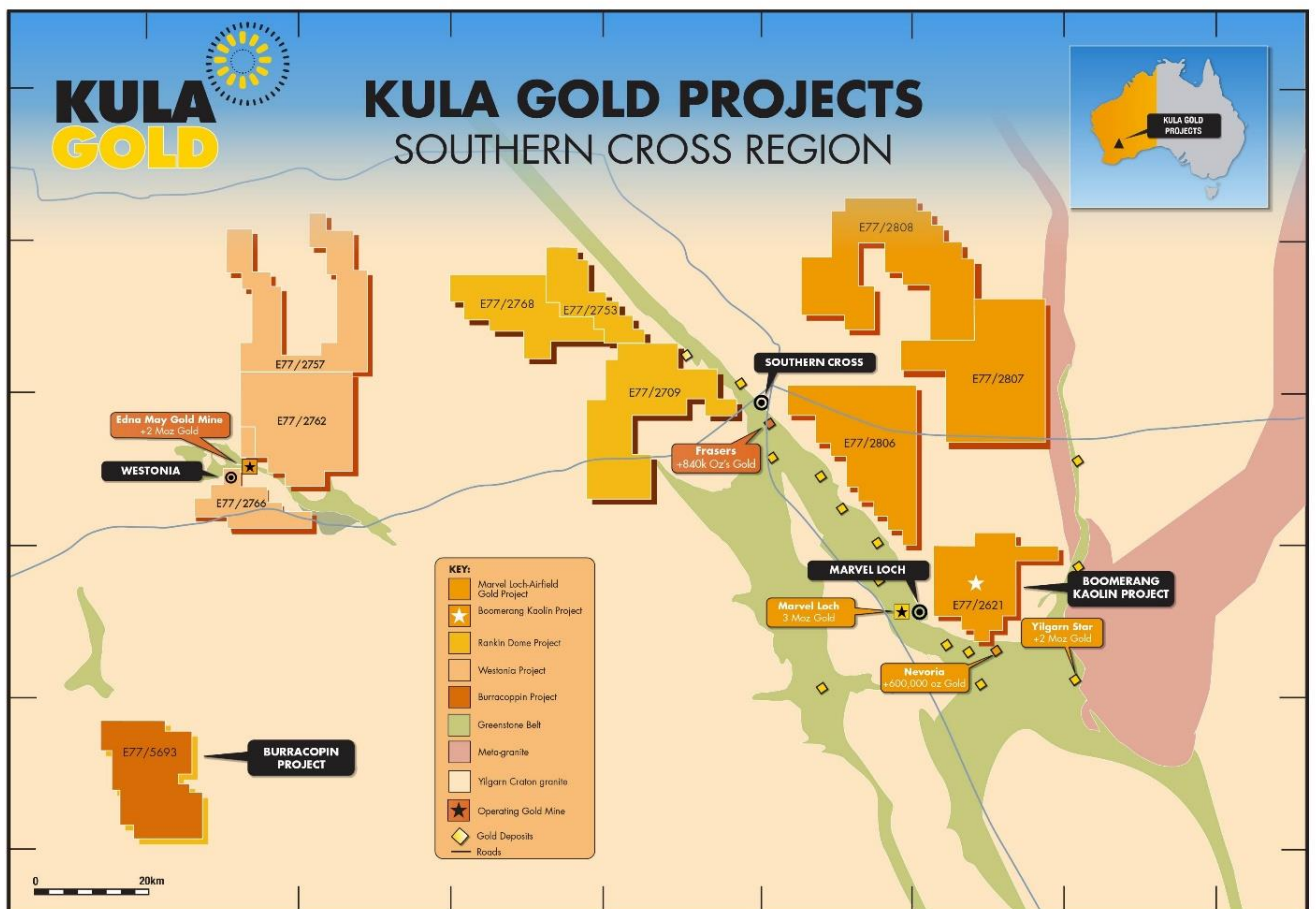 KULA
GOLD
KULA GOLD PROJECTS
SOUTHERN CROSS REGION
KULA GOLD
PROJECTS
E77/2808
E77/2768
E77/2753
E77/2807
E77/2757
SOUTHERN CROSS
E77/2709
E77/2762
Edna May Gold Mine
+2 Moz Gold
E77/2806
Frasers
+840k Oz's Gold
WESTONIA
E77/2766
KEY:
Marvel Loch-Airfield
Gold Project
Boomerang Kaolin Project
Rankin Dome Project
Westonia Project
Burracoppin Project
Greenstone Belt
Meta-granite
Yilgarn Craton granite
Operating Gold Mine
Gold Deposits
Roads
MARVEL LOCH
BOOMERANG
KAOLIN PROJECT
E77/2621
Marvel Loch
3 Moz Gold
Yilgarn Star
+2 Moz Gold
Nevoria
+600,000 oz Gold
E77/5693
BURRACOPIN
PROJECT
0 20km